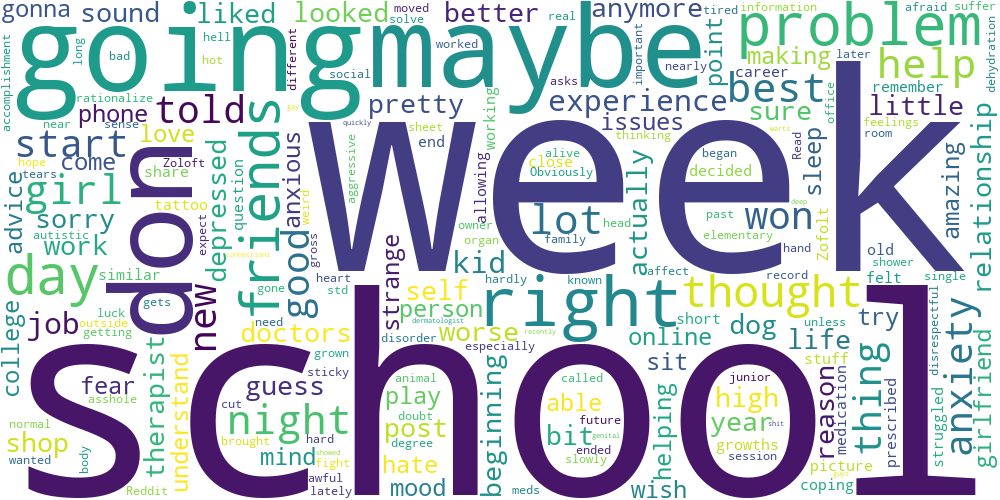 going
maybe
week
school
problem
help
right
don
friends
day
good
new
told
start
girl
sorry
work
job
night
thought
thing
anxiety
best
won
lot
kid
little
experience
issues
pretty
better
anymore
looked
liked
sound
gonna
phone
come
love
share
Zoloft
advice
college
shop
therapist
understand
depressed
question
anxious
doctors
guess
mind
fear
hate
mood
play
post
bit
able
high
year
reason
life
try
dog
sit
online
short
actually
person
self
worse
strange
beginning
helping
wish
relationship
girlfriend
amazing
sleep
sure
making
point
career
remember
feelings
room
information
afraid
suffer
dehydration
office
later
old
felt
shower
single
disrespectful
struggled
prescribed
medication
stuff
unless
picture
coping
growths
session
junior
future
called
ended
slowly
genital
shit
deep
hand
record
affect
known
hardly
especially
disorder
dermatologist
recently
animal
doubt
degree
meds
lately
awful
hard
fight
showed
brought
cut
sticky
grown
std
heart
gone
need
connections
expect
weird
gross
tattoo
autistic
tears
hope
near
sense
rationalize
accomplishment
long
bad
hell
hot
different
social
real
solve
moved
worked
tired
nearly
important
asks
thinking
began
decided
past
elementary
Read
warts
Zofolt
close
alive
Obviously
family
head
owner
organ
allowing
working
end
sheet
quickly
aggressive
similar
gets
luck
outside
getting
asshole
normal
wanted
body
Reddit